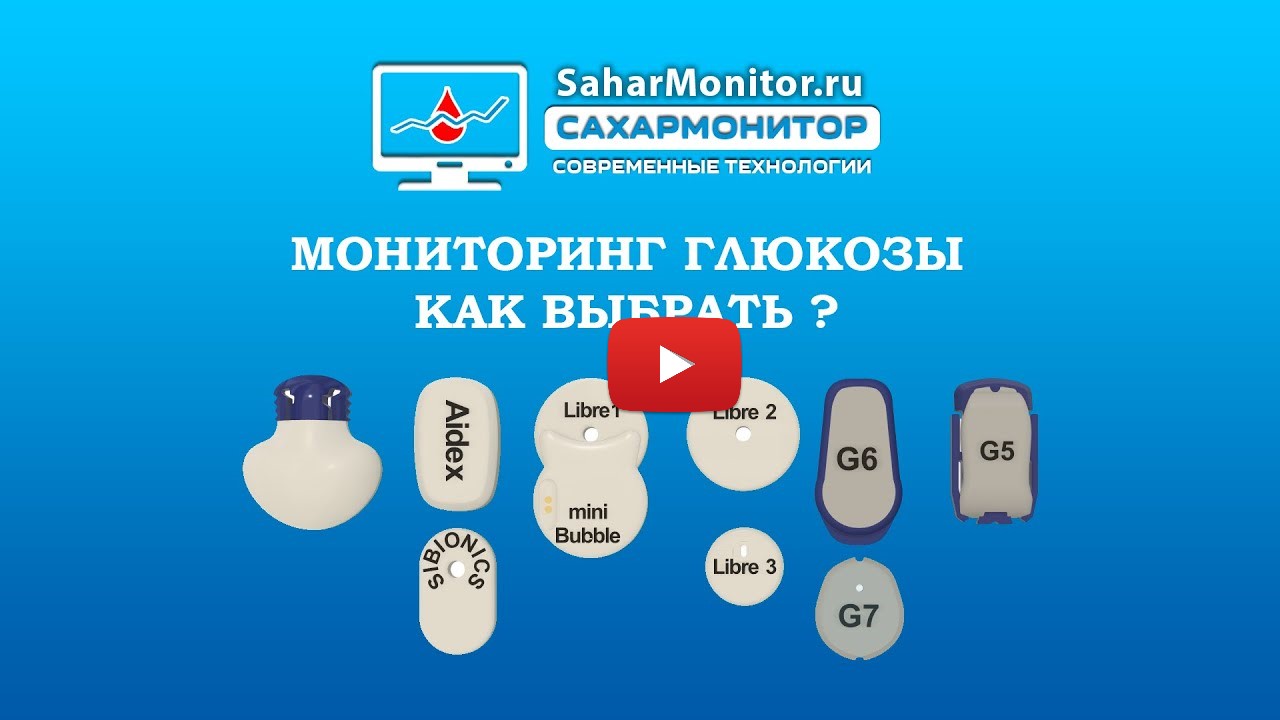 SaharMonitor.ru
САХАРМОНИТОР
СОВРЕМЕННЫЕ ТЕХНОЛОГИИ
МОНИТОРИНГ ГЛЮКОЗЫ
КАК ВЫБРАТЬ ?
Aidex
Libre1
mini
Bubble
Libre 2
G6
G5
SIBIONICS
Libre 3
G7